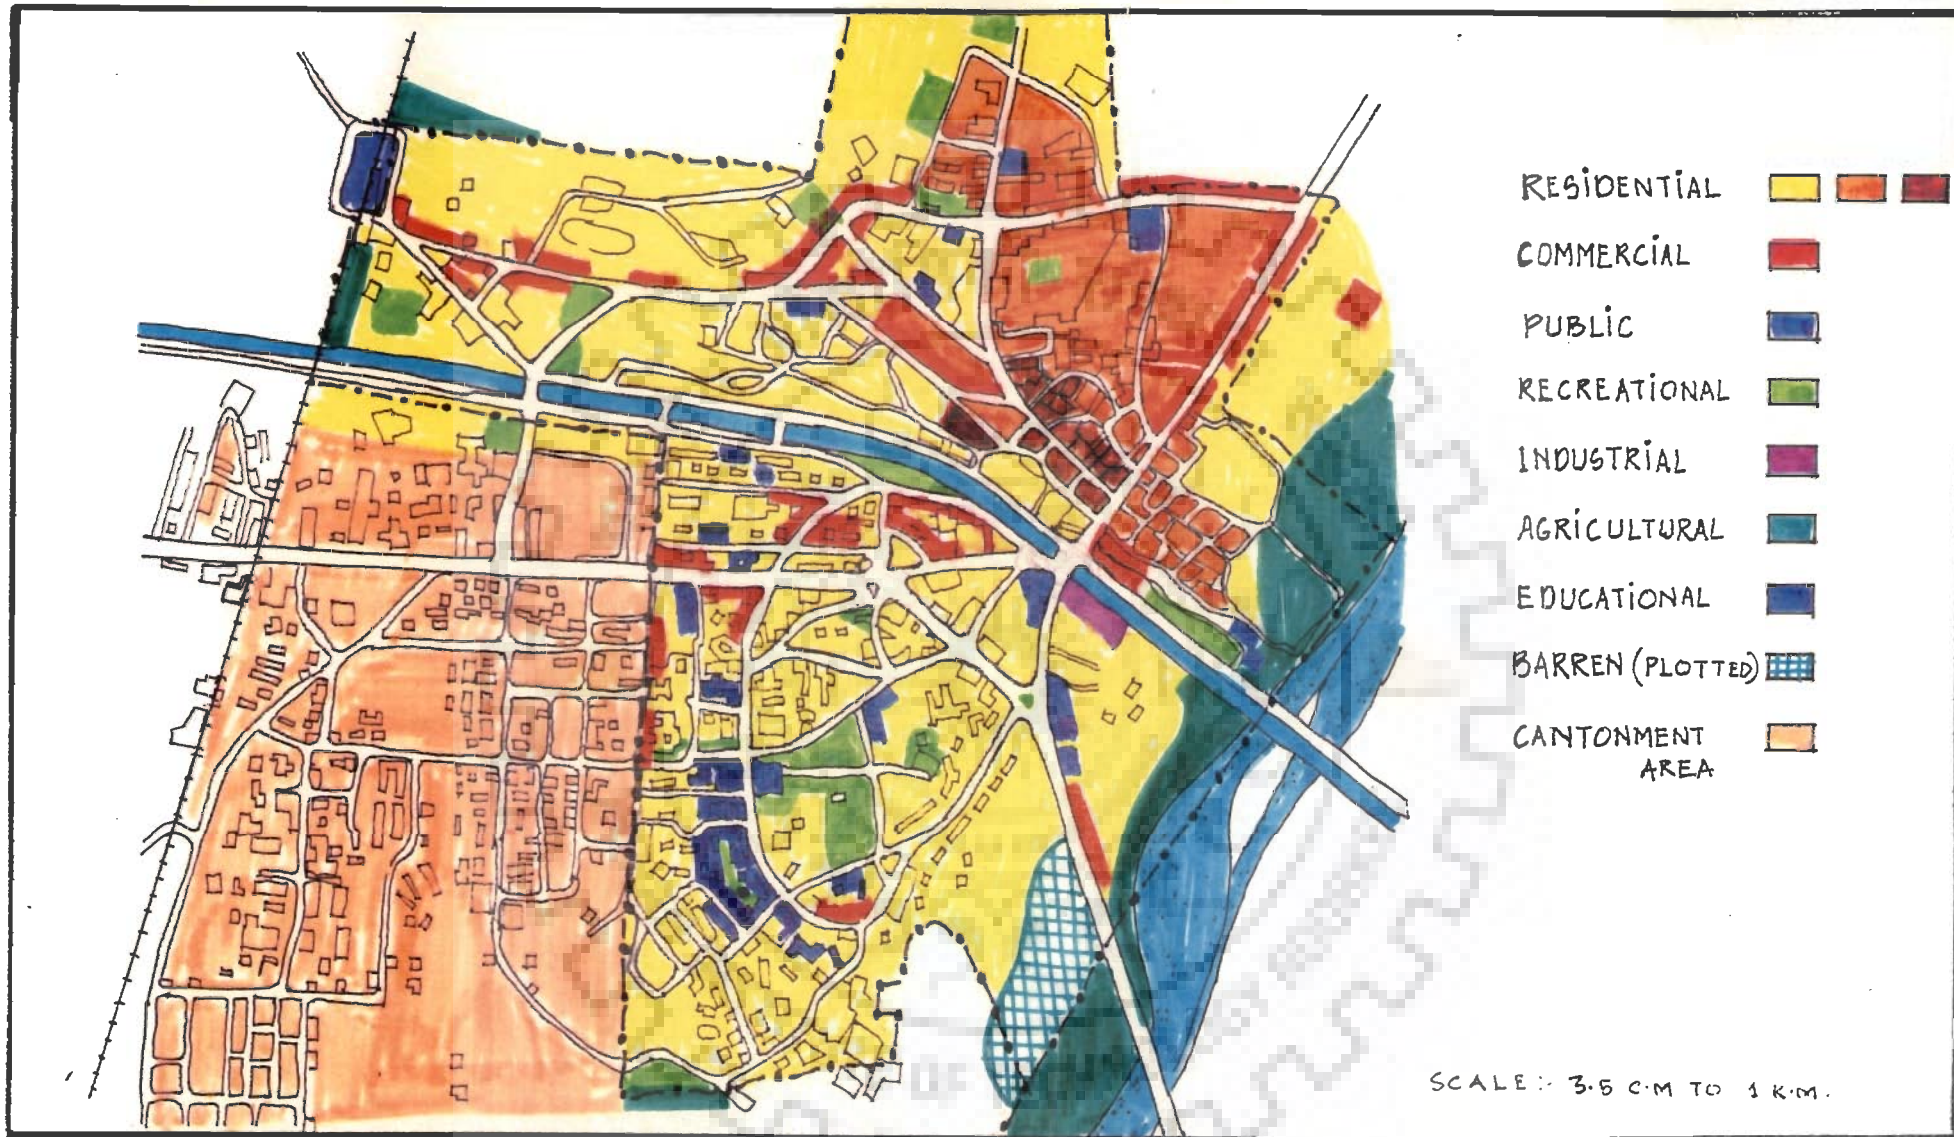 RESIDENTIAL
COMMERCIAL
PUBLIC
RECREATIONAL
INDUSTRIAL
AGRICULTURAL
EDUCATIONAL
BARREN (PLOTTED)
CANTONMENT
AREA
SCALE:- 3.5 C.M TO 1 K.M.